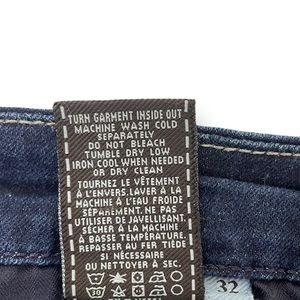 TURN GARMENT INSIDE OUT
MACHINE WASH COLD
SEPARATELY
DO NOT BLEACH
TUMBLE DRY LOW
IRON COOL WHEN NEEDED
OR DRY CLEAN
TOURNEZ LE VÊTEMENT
À L'ENVERS.LAVER À LA
MACHINE À L'EAU FROIDE
SÉPARÉMENT. NE PAS
UTILISER DE JAVELLISANT.
SÉCHER À LA MACHINE
À BASSE TEMPÉRATURE.
REPASSER AU FER TIÈDE
SI NÉCESSAIRE
OU NETTOYER À SEC.
30
32